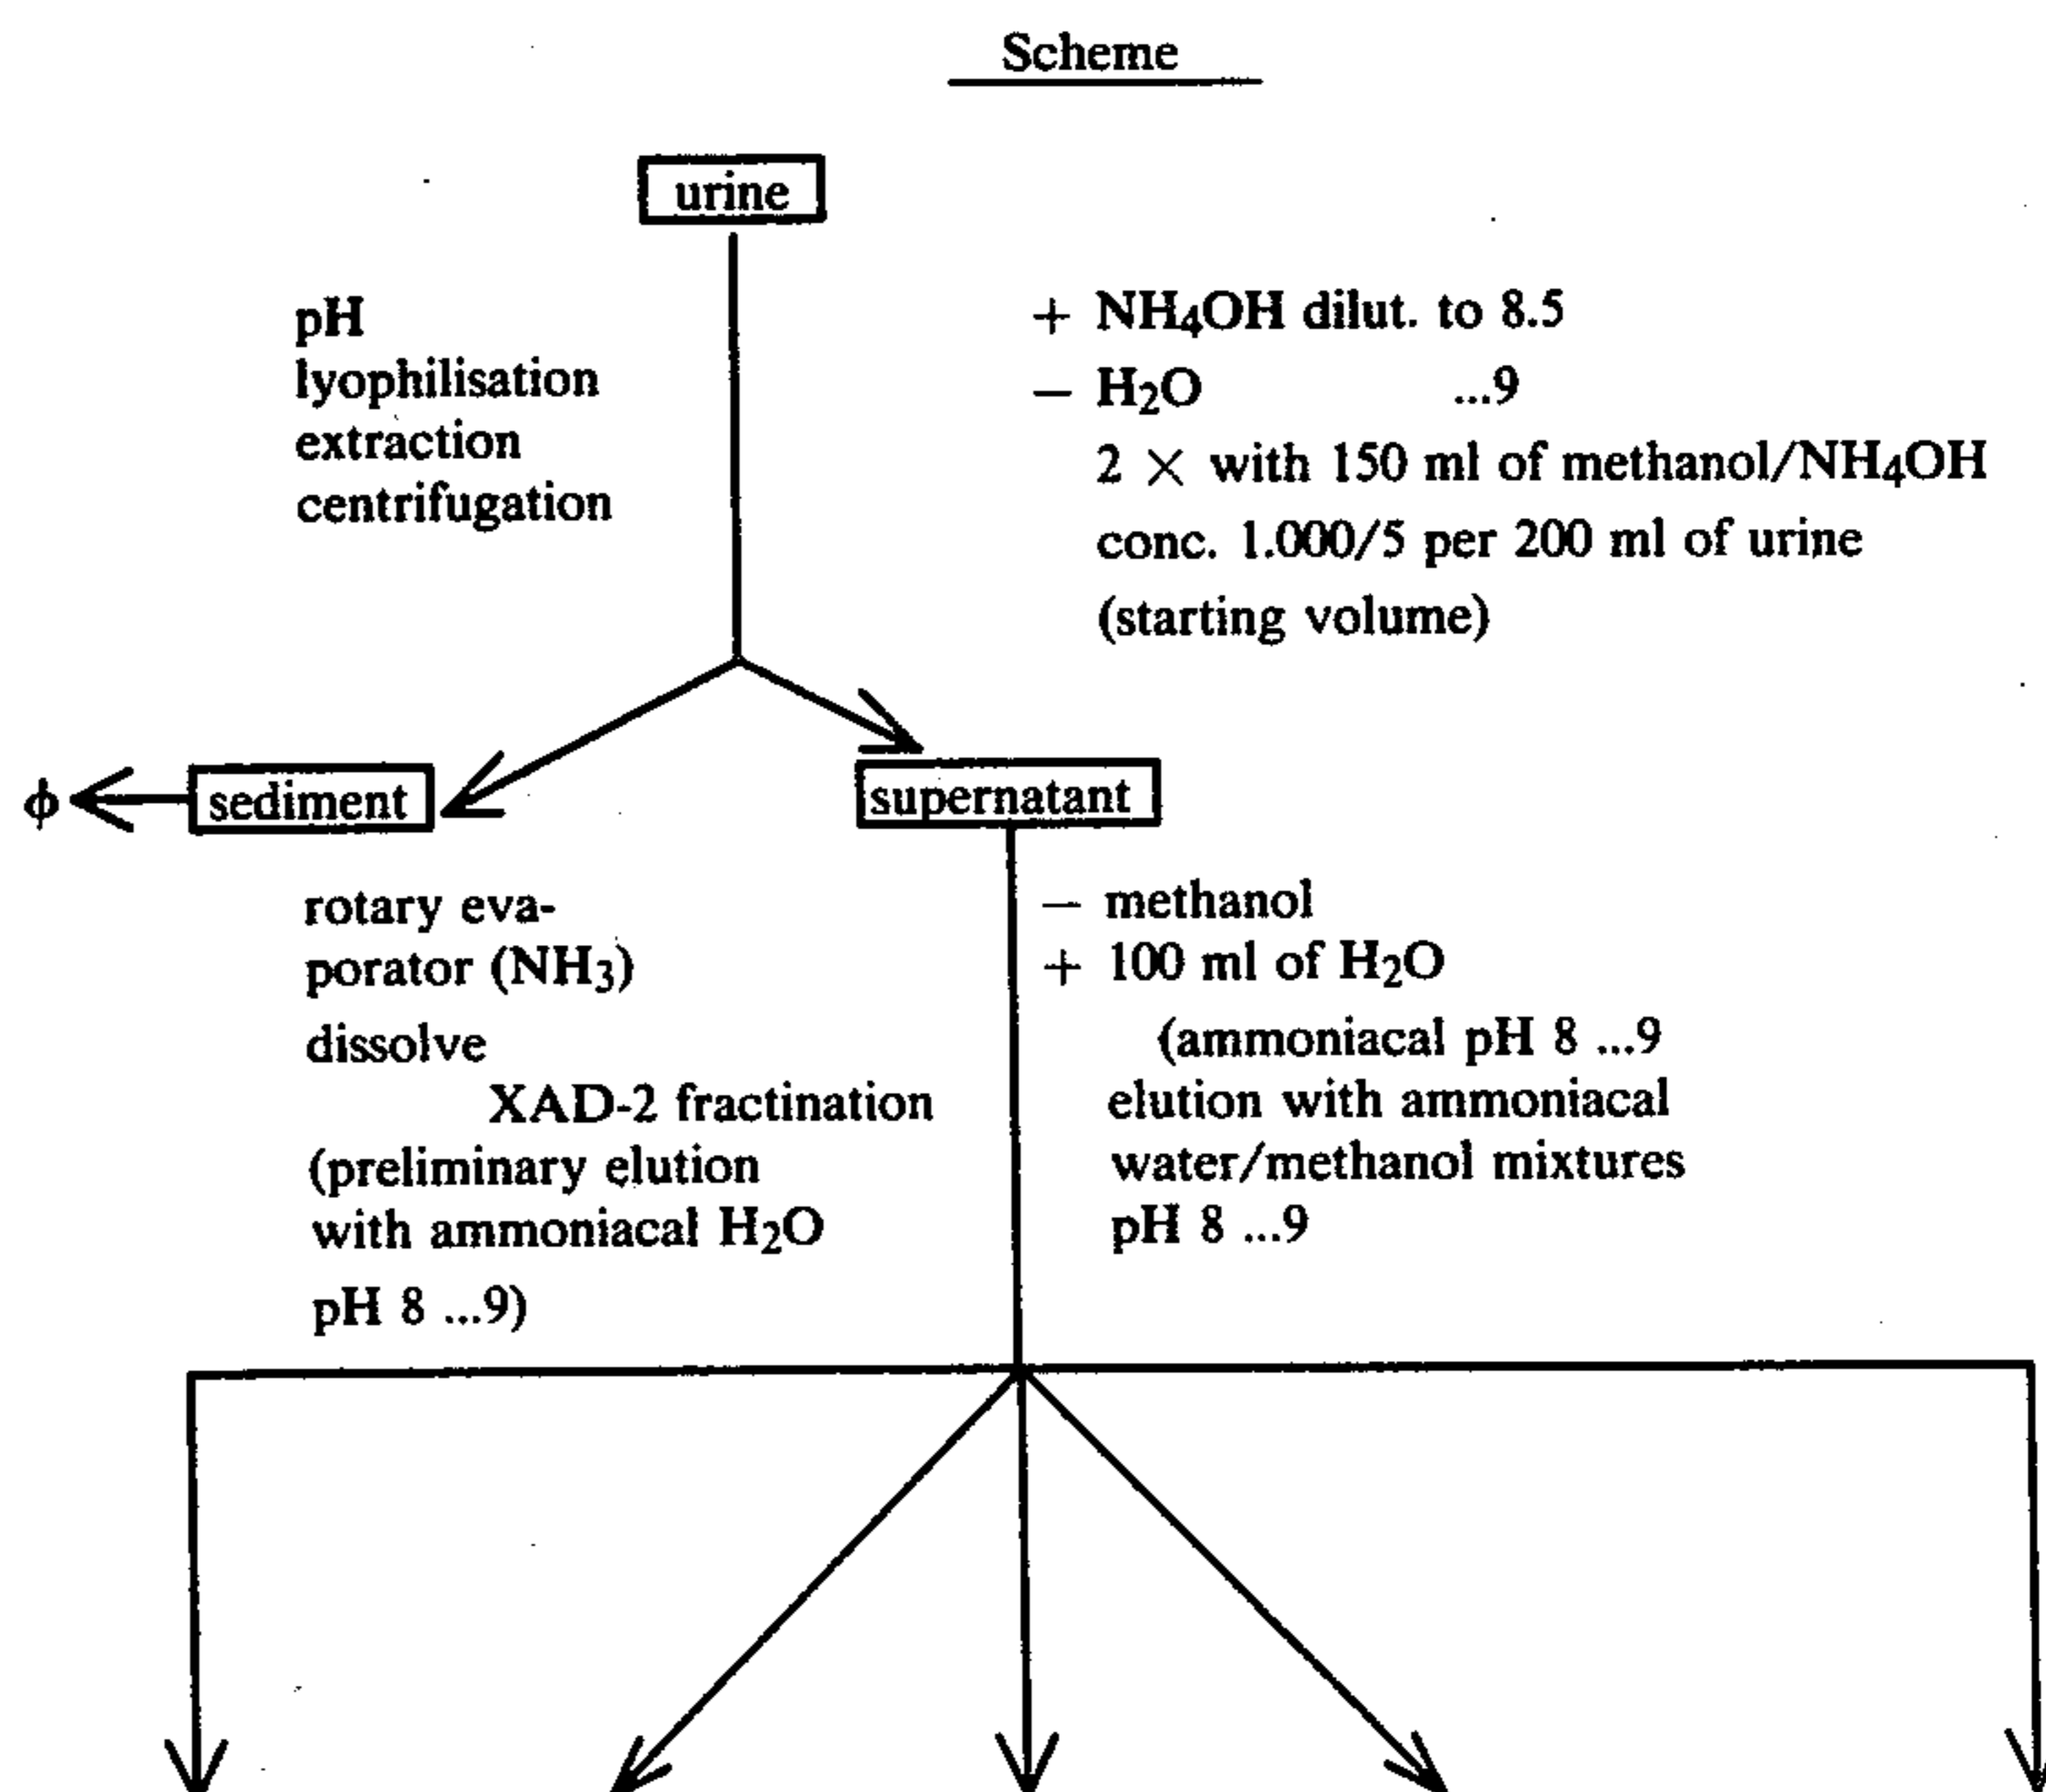 Scheme
urine
pH
lyophilisation
extraction
centrifugation
+ NH4OH dilut. to 8.5
− H2O ...9
2 × with 150 ml of methanol/NH4OH
conc. 1.000/5 per 200 ml of urine
(starting volume)
ϕ
sediment
supernatant
rotary eva-
porator (NH3)
dissolve
XAD-2 fractination
(preliminary elution
with ammoniacal H2O
pH 8 ...9)
− methanol
+ 100 ml of H2O
(ammoniacal pH 8 ...9
elution with ammoniacal
water/methanol mixtures
pH 8 ...9